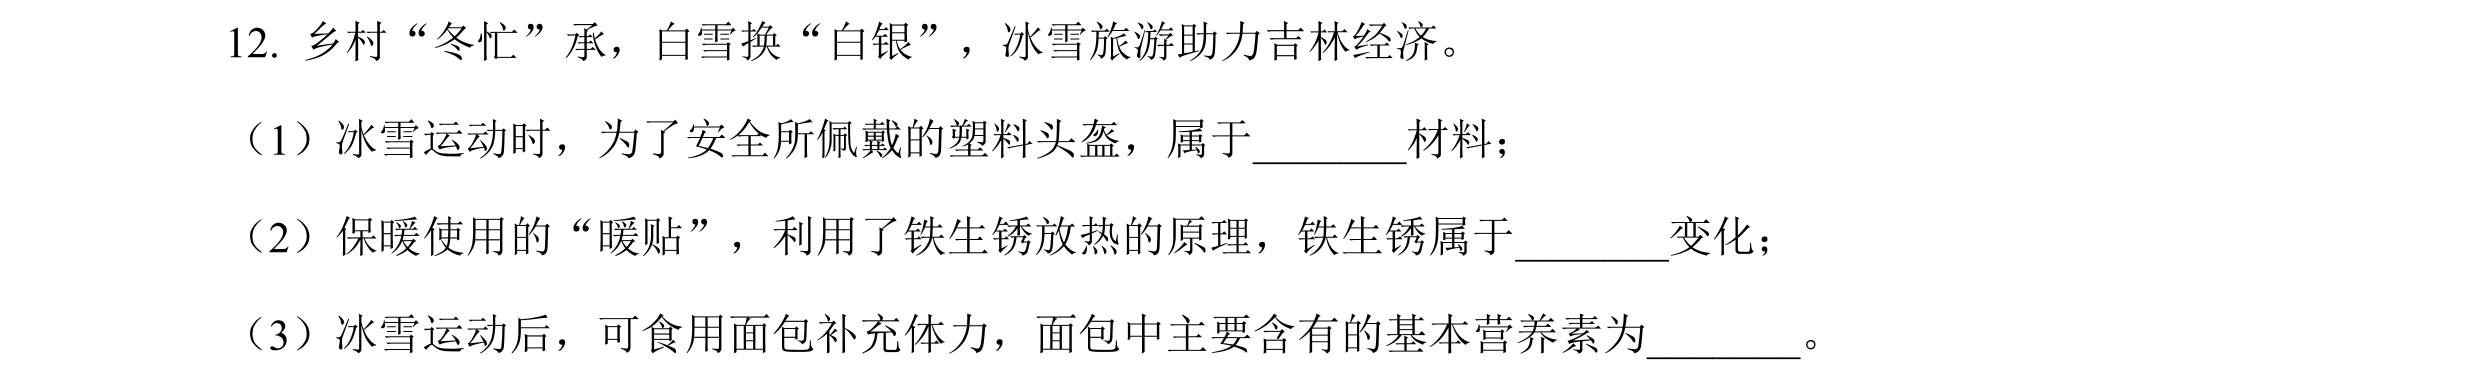 12. 乡村“冬忙”承，白雪换“白银”，冰雪旅游助力吉林经济。
（1）冰雪运动时，为了安全所佩戴的塑料头盔，属于_______材料；
（2）保暖使用的“暖贴”，利用了铁生锈放热的原理，铁生锈属于_______变化；
（3）冰雪运动后，可食用面包补充体力，面包中主要含有的基本营养素为_______。